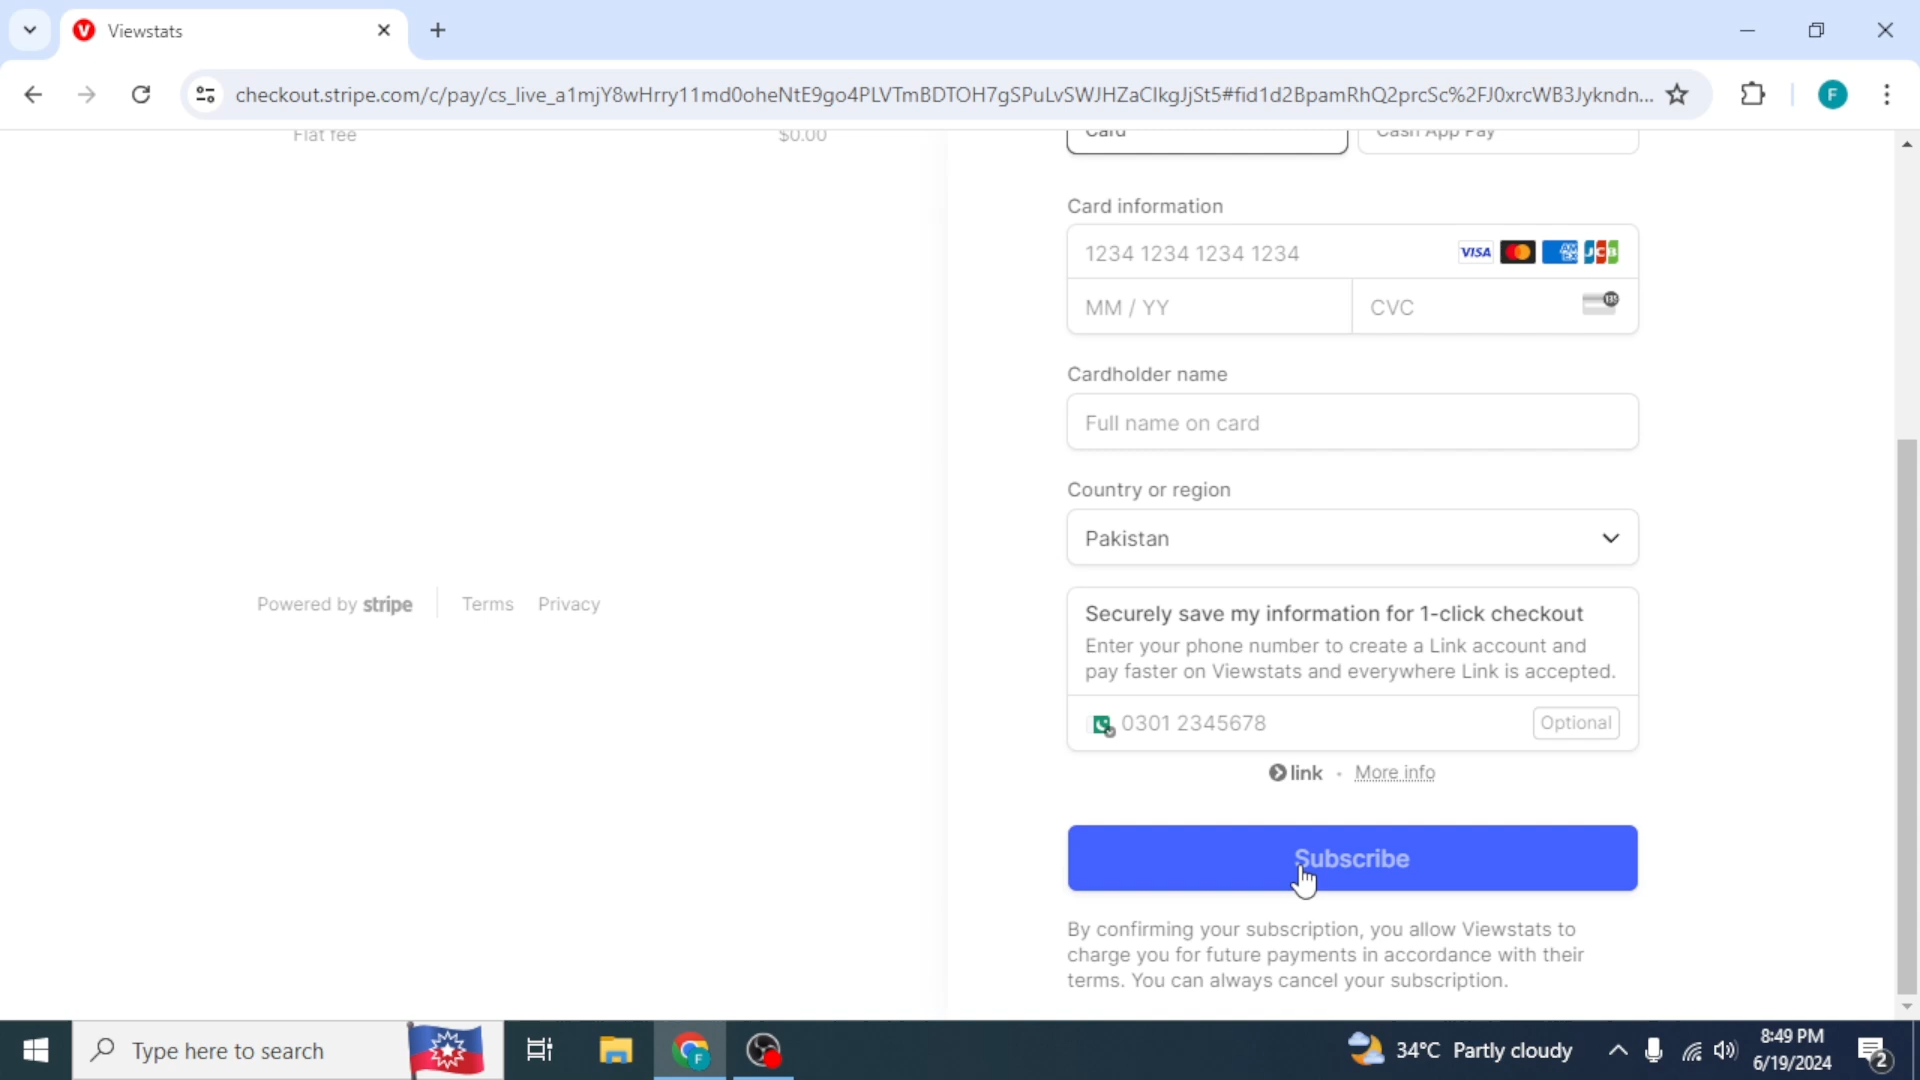 Viewstats
checkout.stripe.com/c/pay/cs_live_a1mjY8wHrry11md0oheNtE9go4PLVTmBDTOH7gSPuLvSWJHZaClkgJjSt5#fid1d2BpamRhQ2prcSc%2FJ0xrcWB3Jykndn...
F
Flat fee
$0.00
Card
Cash App Pay
Card information
1234 1234 1234 1234
VISA
JCB
MM / YY
CVC
135
Cardholder name
Full name on card
Country or region
Pakistan
Securely save my information for 1-click checkout
Enter your phone number to create a Link account and
pay faster on Viewstats and everywhere Link is accepted.
0301 2345678
Optional
link · More info
Subscribe
By confirming your subscription, you allow Viewstats to
charge you for future payments in accordance with their
terms. You can always cancel your subscription.
Powered by stripe
Terms Privacy
Type here to search
F
34°C Partly cloudy
8:49 PM
6/19/2024
2